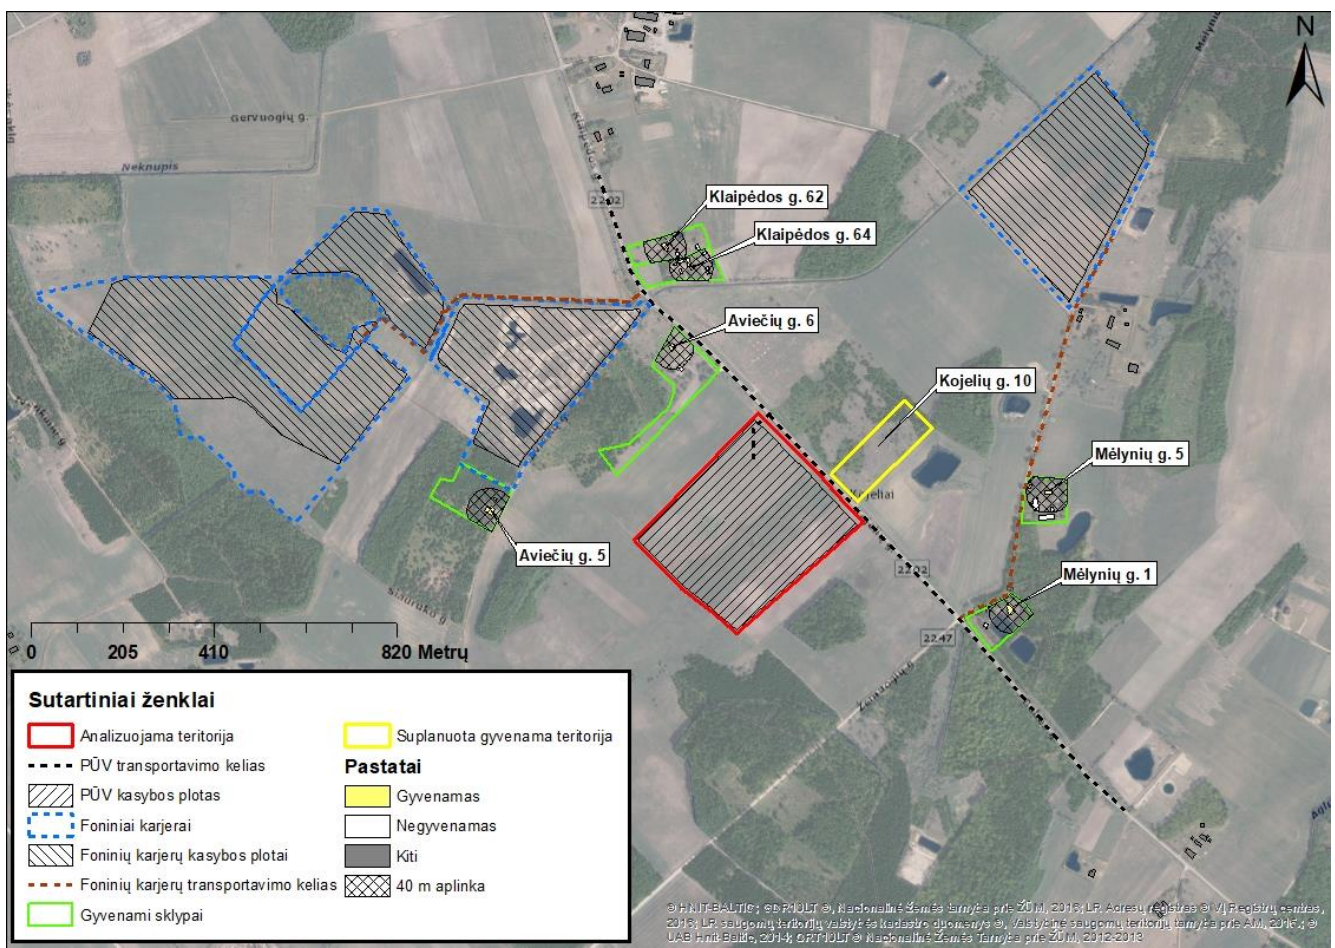 N
Gervuogių g.
Neknupis
Klaipėdos g.
2202
Klaipėdos g. 62
Klaipėdos g. 64
Aviečių g. 6
Kojelių g. 10
Mėlynių g. 5
Kojeliai
Aviečių g. 5
2202
Mėlynių g. 1
2247
0 205 410 820 Metrų
Sutartiniai ženklai
Analizuojama teritorija
PŪV transportavimo kelias
PŪV kasybos plotas
Foniniai karjerai
Foninių karjerų kasybos plotai
Foninių karjerų transportavimo kelias
Gyvenami sklypai
Suplanuota gyvenama teritorija
Pastatai
Gyvenamas
Negyvenamas
Kiti
40 m aplinka